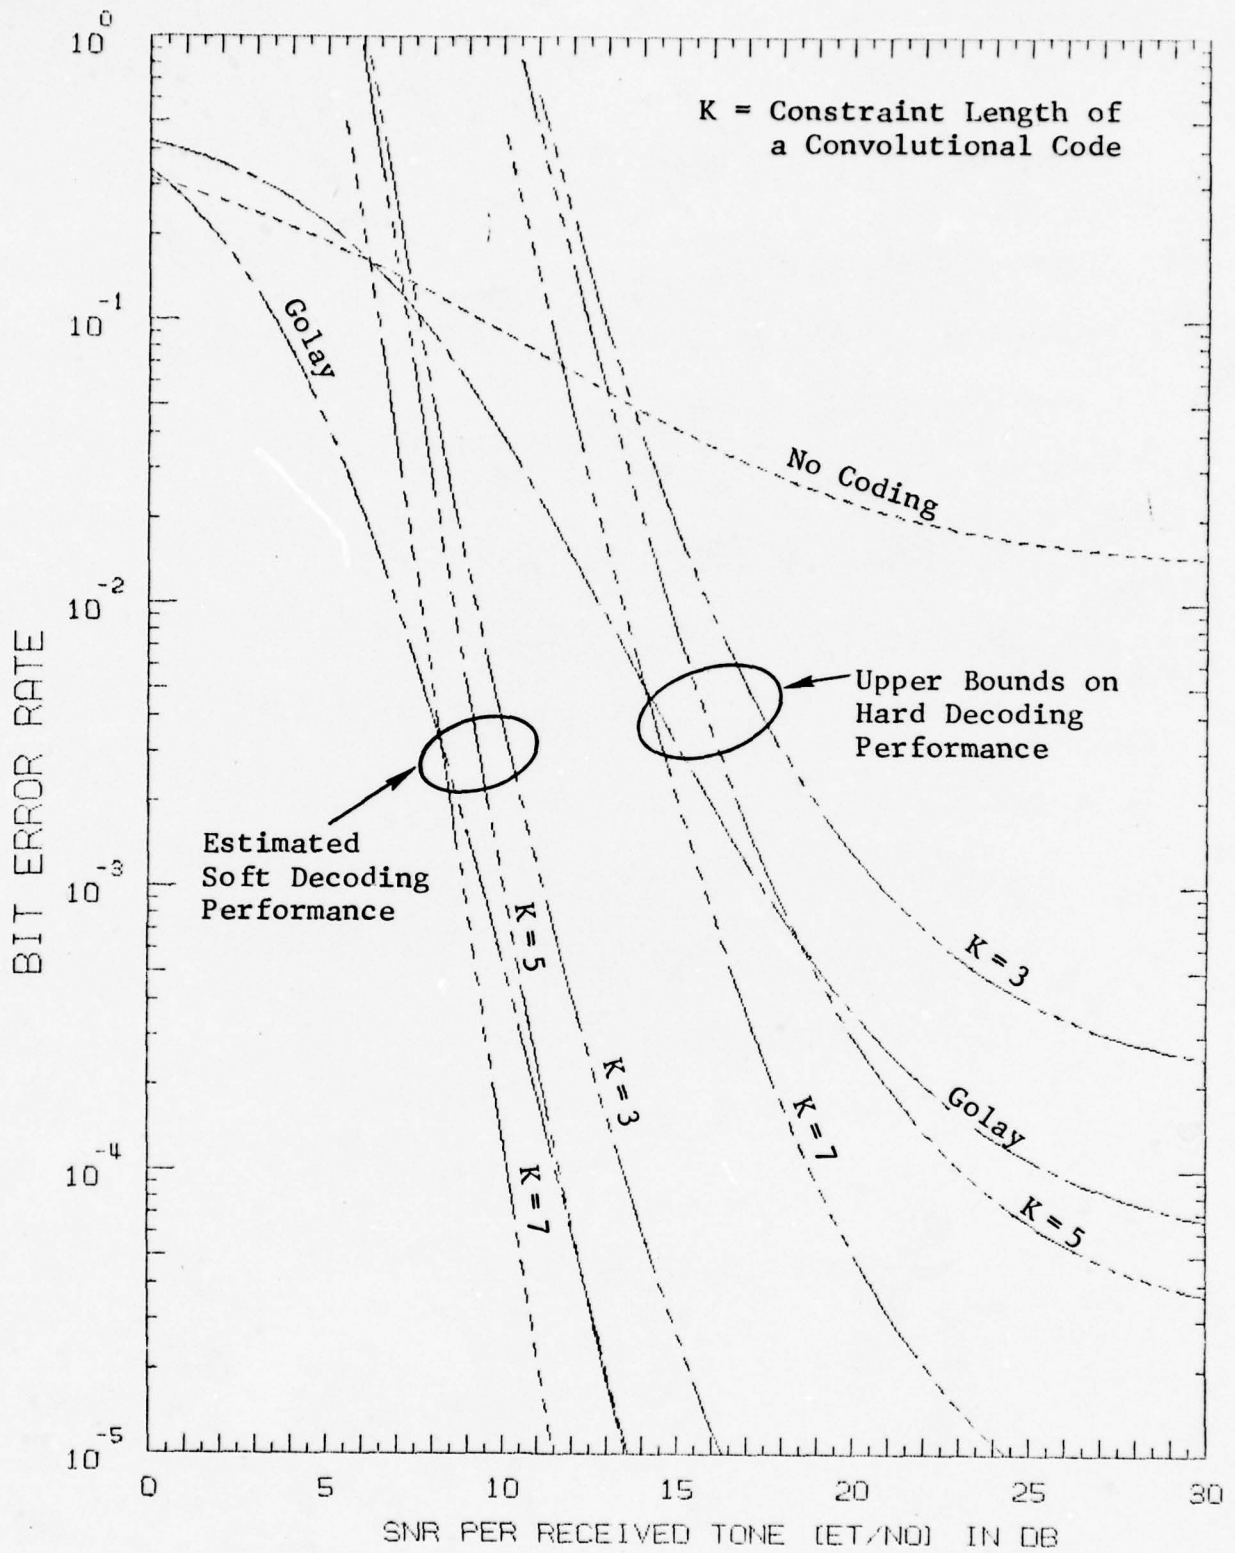 10^0
K = Constraint Length of
a Convolutional Code
10^-1
Golay
No Coding
10^-2
Upper Bounds on
Hard Decoding
Performance
Estimated
Soft Decoding
Performance
10^-3
K = 5
K = 3
K = 3
K = 7
Golay
10^-4
K = 7
K = 5
10^-5
0 5 10 15 20 25 30
SNR PER RECEIVED TONE [ET/NO] IN DB
BIT ERROR RATE